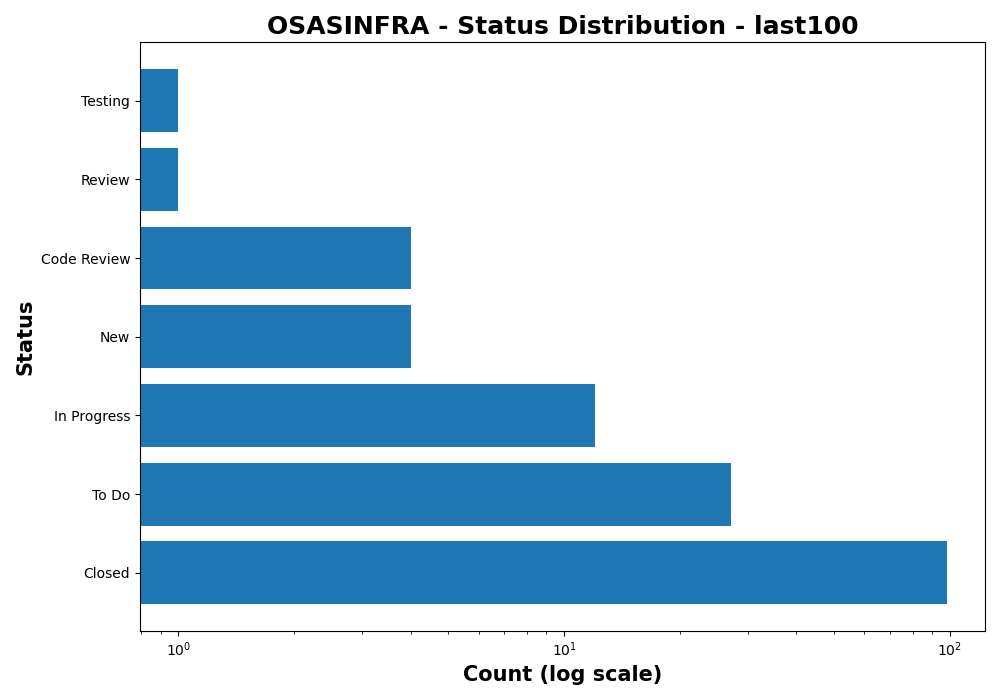 OSASINFRA - Status Distribution - last100
Testing
Review
Code Review
New
In Progress
To Do
Closed
Status
10⁰
10¹
10²
Count (log scale)